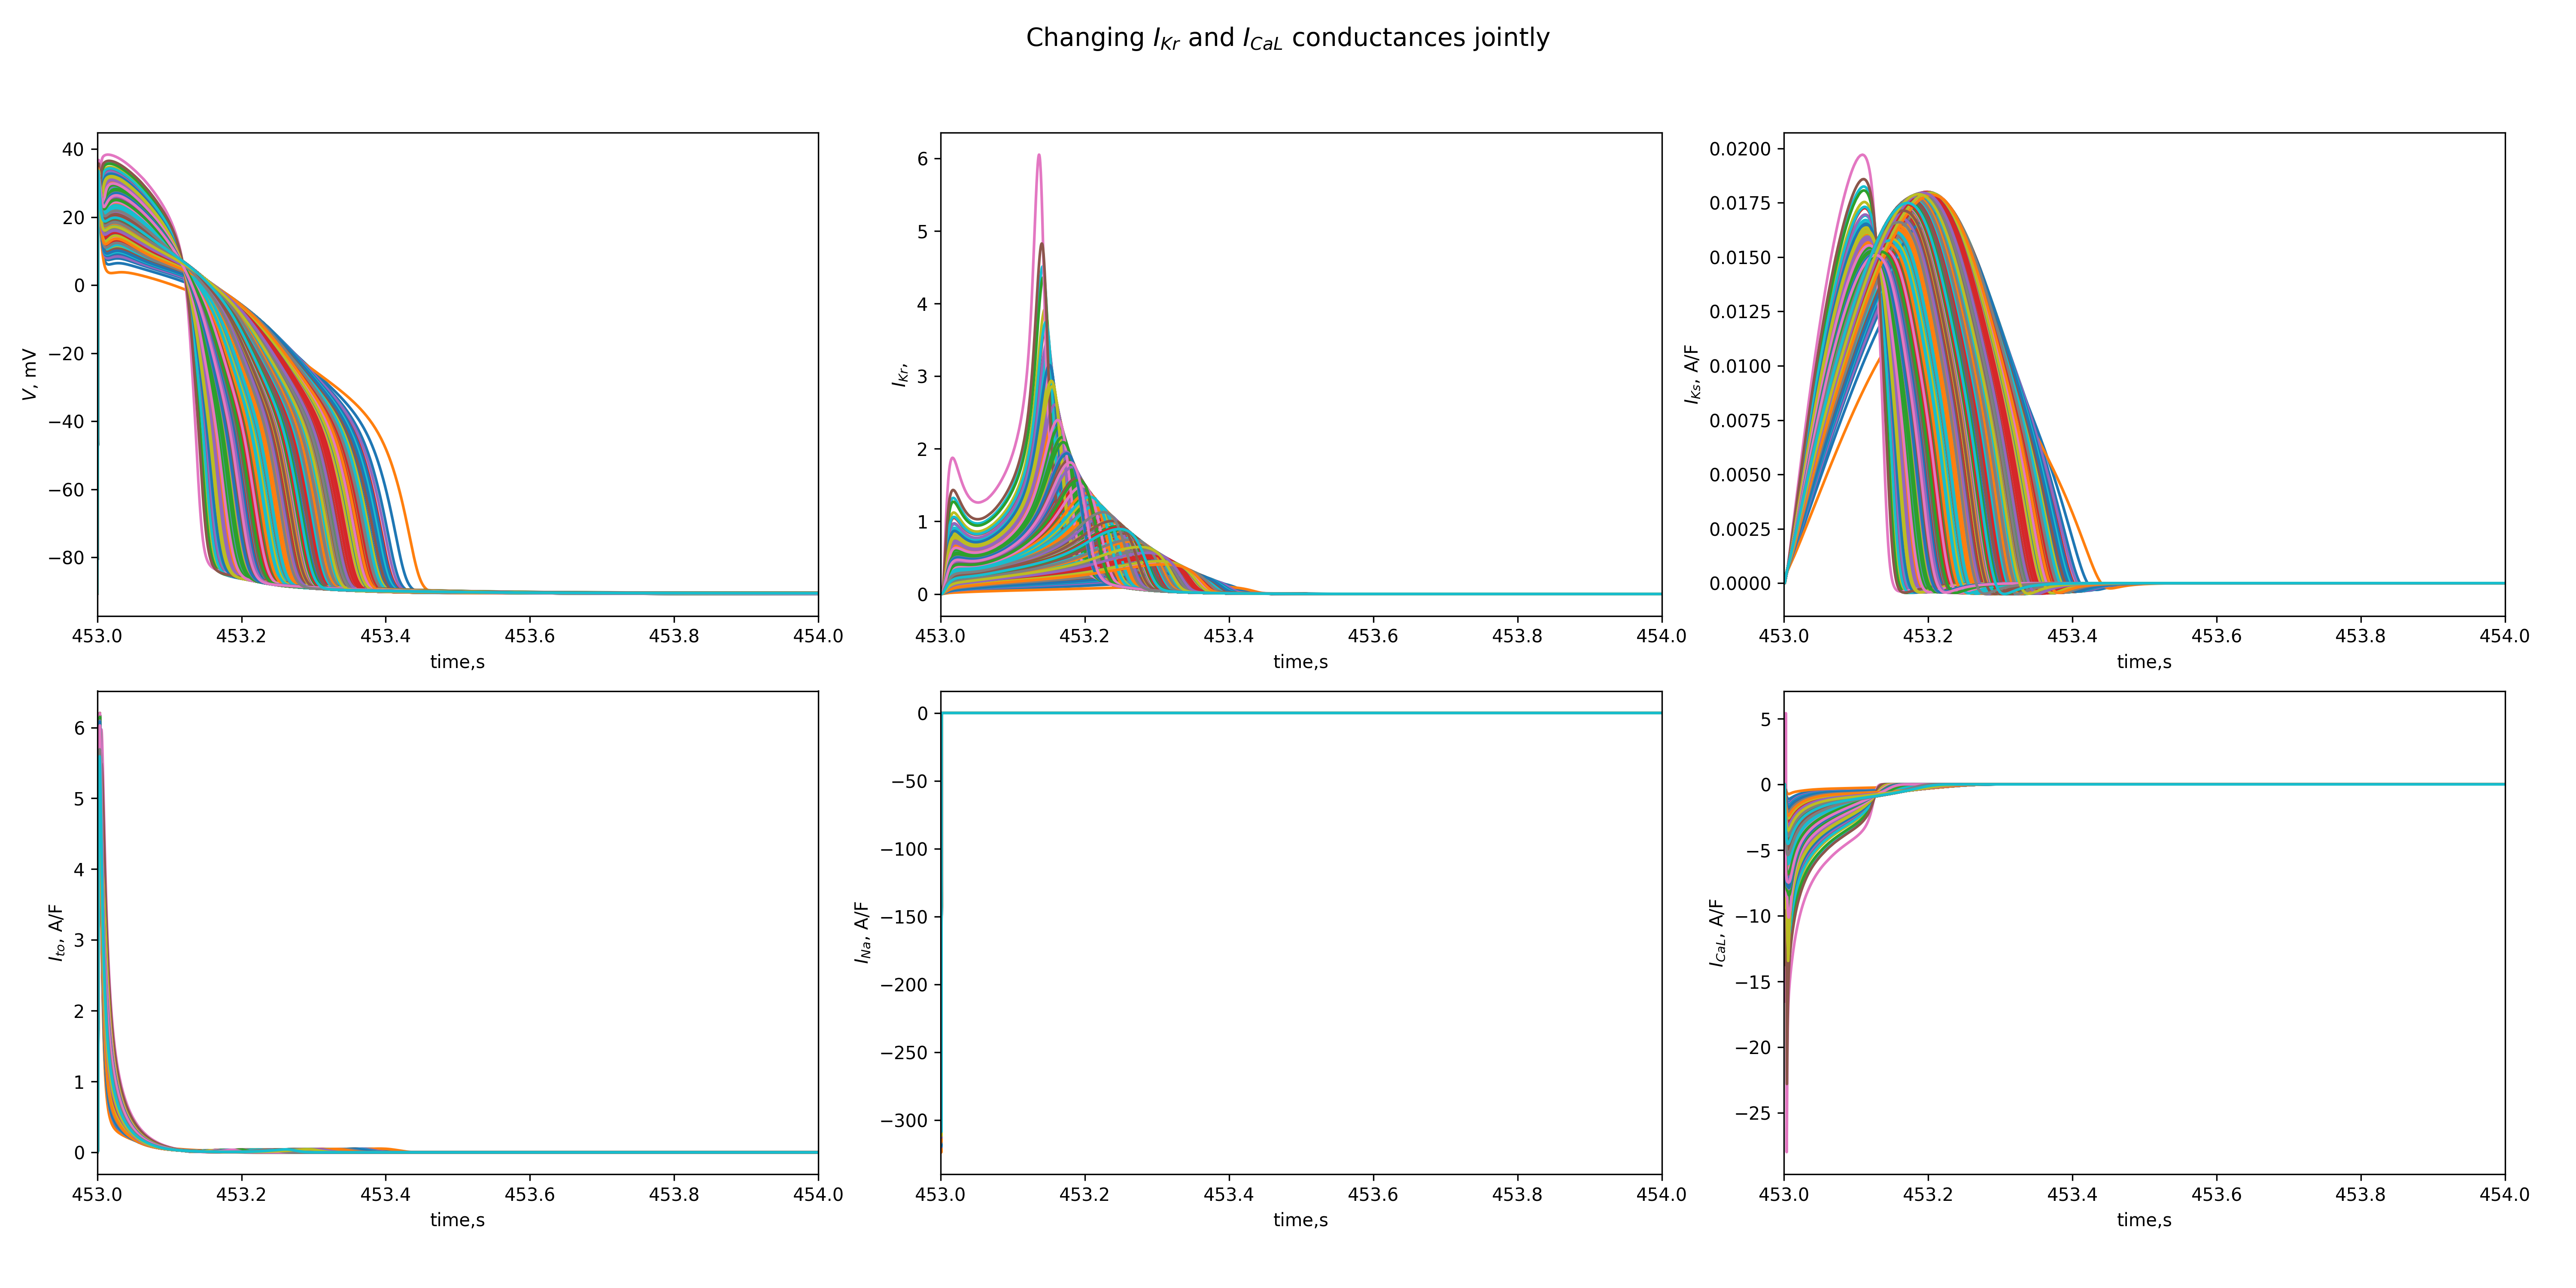 Changing I_Kr and I_CaL conductances jointly
40
20
0
−20
−40
−60
−80
V, mV
453.0 453.2 453.4 453.6 453.8 454.0
time,s
6
5
4
3
2
1
0
I_Kr,
453.0 453.2 453.4 453.6 453.8 454.0
time,s
0.0200
0.0175
0.0150
0.0125
0.0100
0.0075
0.0050
0.0025
0.0000
I_Ks, A/F
453.0 453.2 453.4 453.6 453.8 454.0
time,s
6
5
4
3
2
1
0
I_to, A/F
453.0 453.2 453.4 453.6 453.8 454.0
time,s
0
−50
−100
−150
−200
−250
−300
I_Na, A/F
453.0 453.2 453.4 453.6 453.8 454.0
time,s
5
0
−5
−10
−15
−20
−25
I_CaL, A/F
453.0 453.2 453.4 453.6 453.8 454.0
time,s